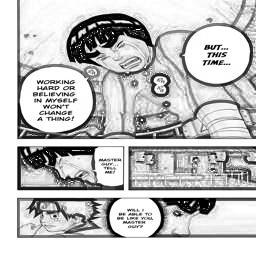 BUT...
THIS
TIME...
WORKING
HARD OR
BELIEVING
IN MYSELF
WON'T
CHANGE
A THING!
MASTER
GUY...
TELL
ME!
WILL I
BE ABLE TO
BE LIKE YOU,
MASTER
GUY?